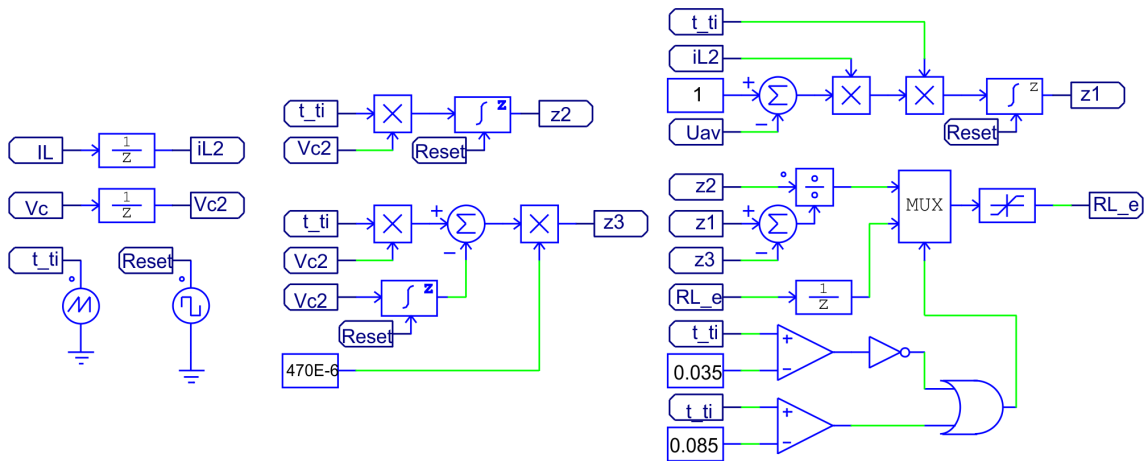 IL
1
z
iL2
Vc
1
z
Vc2
t_ti
Reset
t_ti
∫ z
z2
Vc2
Reset
t_ti
+
Σ
−
z3
Vc2
Vc2
∫ z
Reset
470E-6
t_ti
iL2
1
+
Σ
−
Uav
∫ z
z1
Reset
z2
z1
+
Σ
−
z3
MUX
RL_e
RL_e
1
z
t_ti
+
−
0.035
t_ti
+
−
0.085